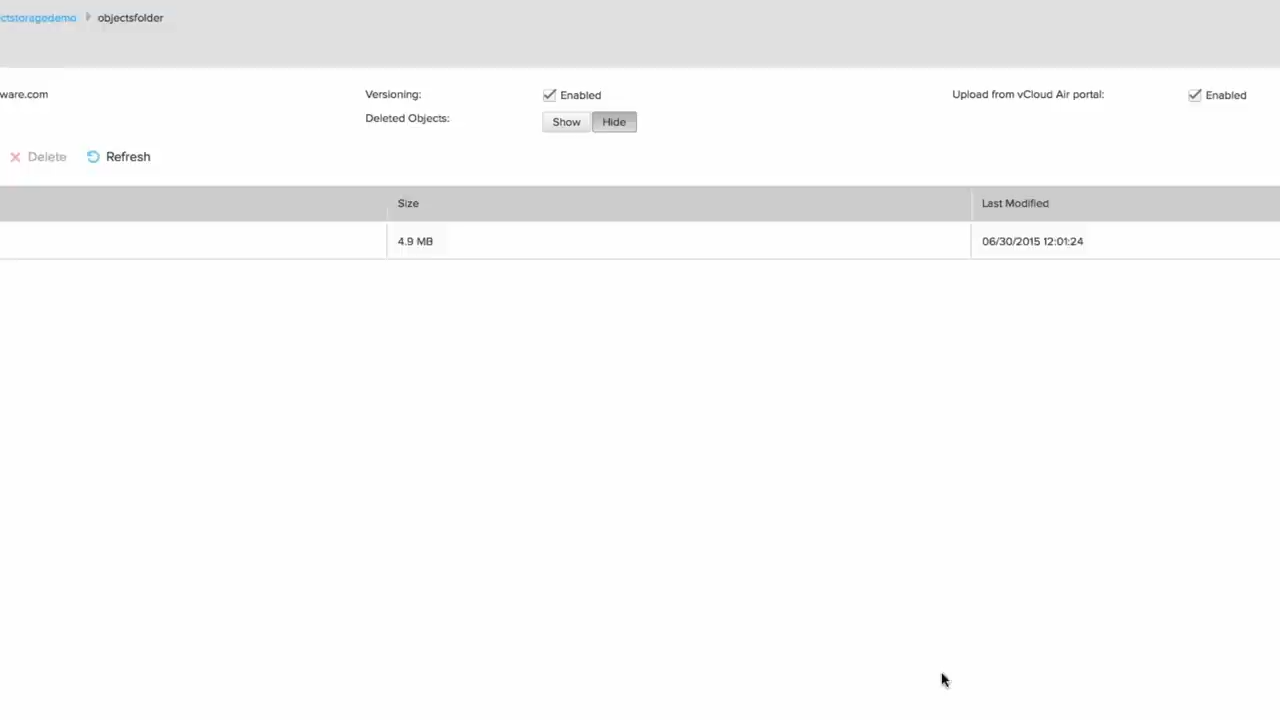 ctstoragedemo objectsfolder
ware.com Versioning: Enabled Upload from vCloud Air portal: Enabled
Deleted Objects: Show Hide
Delete Refresh
Size Last Modified
4.9 MB 06/30/2015 12:01:24